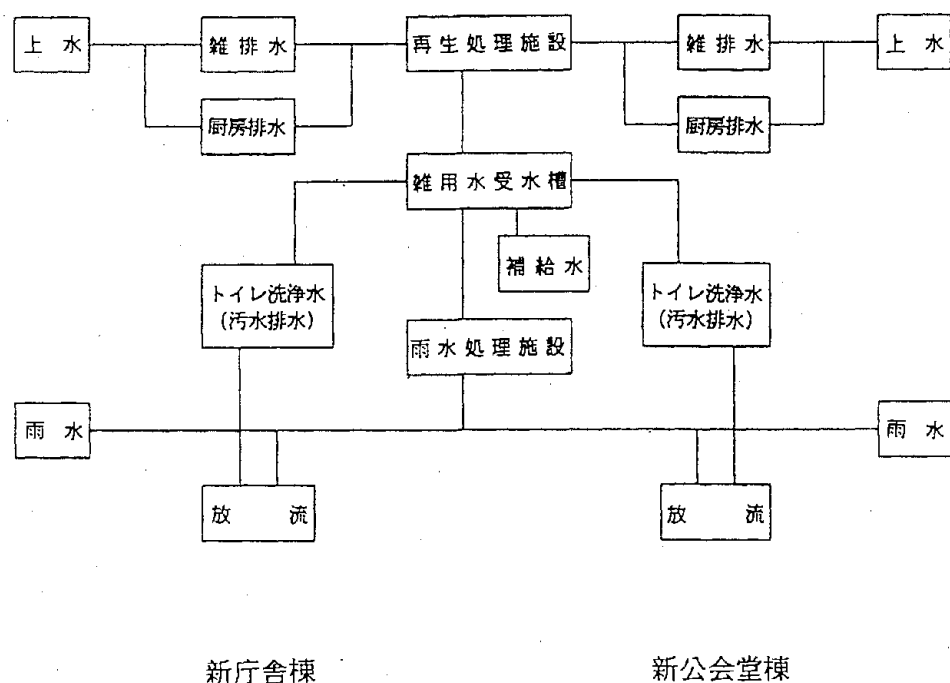 上水
雑排水
再生処理施設
雑排水
上水
厨房排水
厨房排水
雑用水受水槽
補給水
トイレ洗浄水
(汚水排水)
トイレ洗浄水
(汚水排水)
雨水処理施設
雨水
雨水
放流
放流
新庁舎棟
新公会堂棟